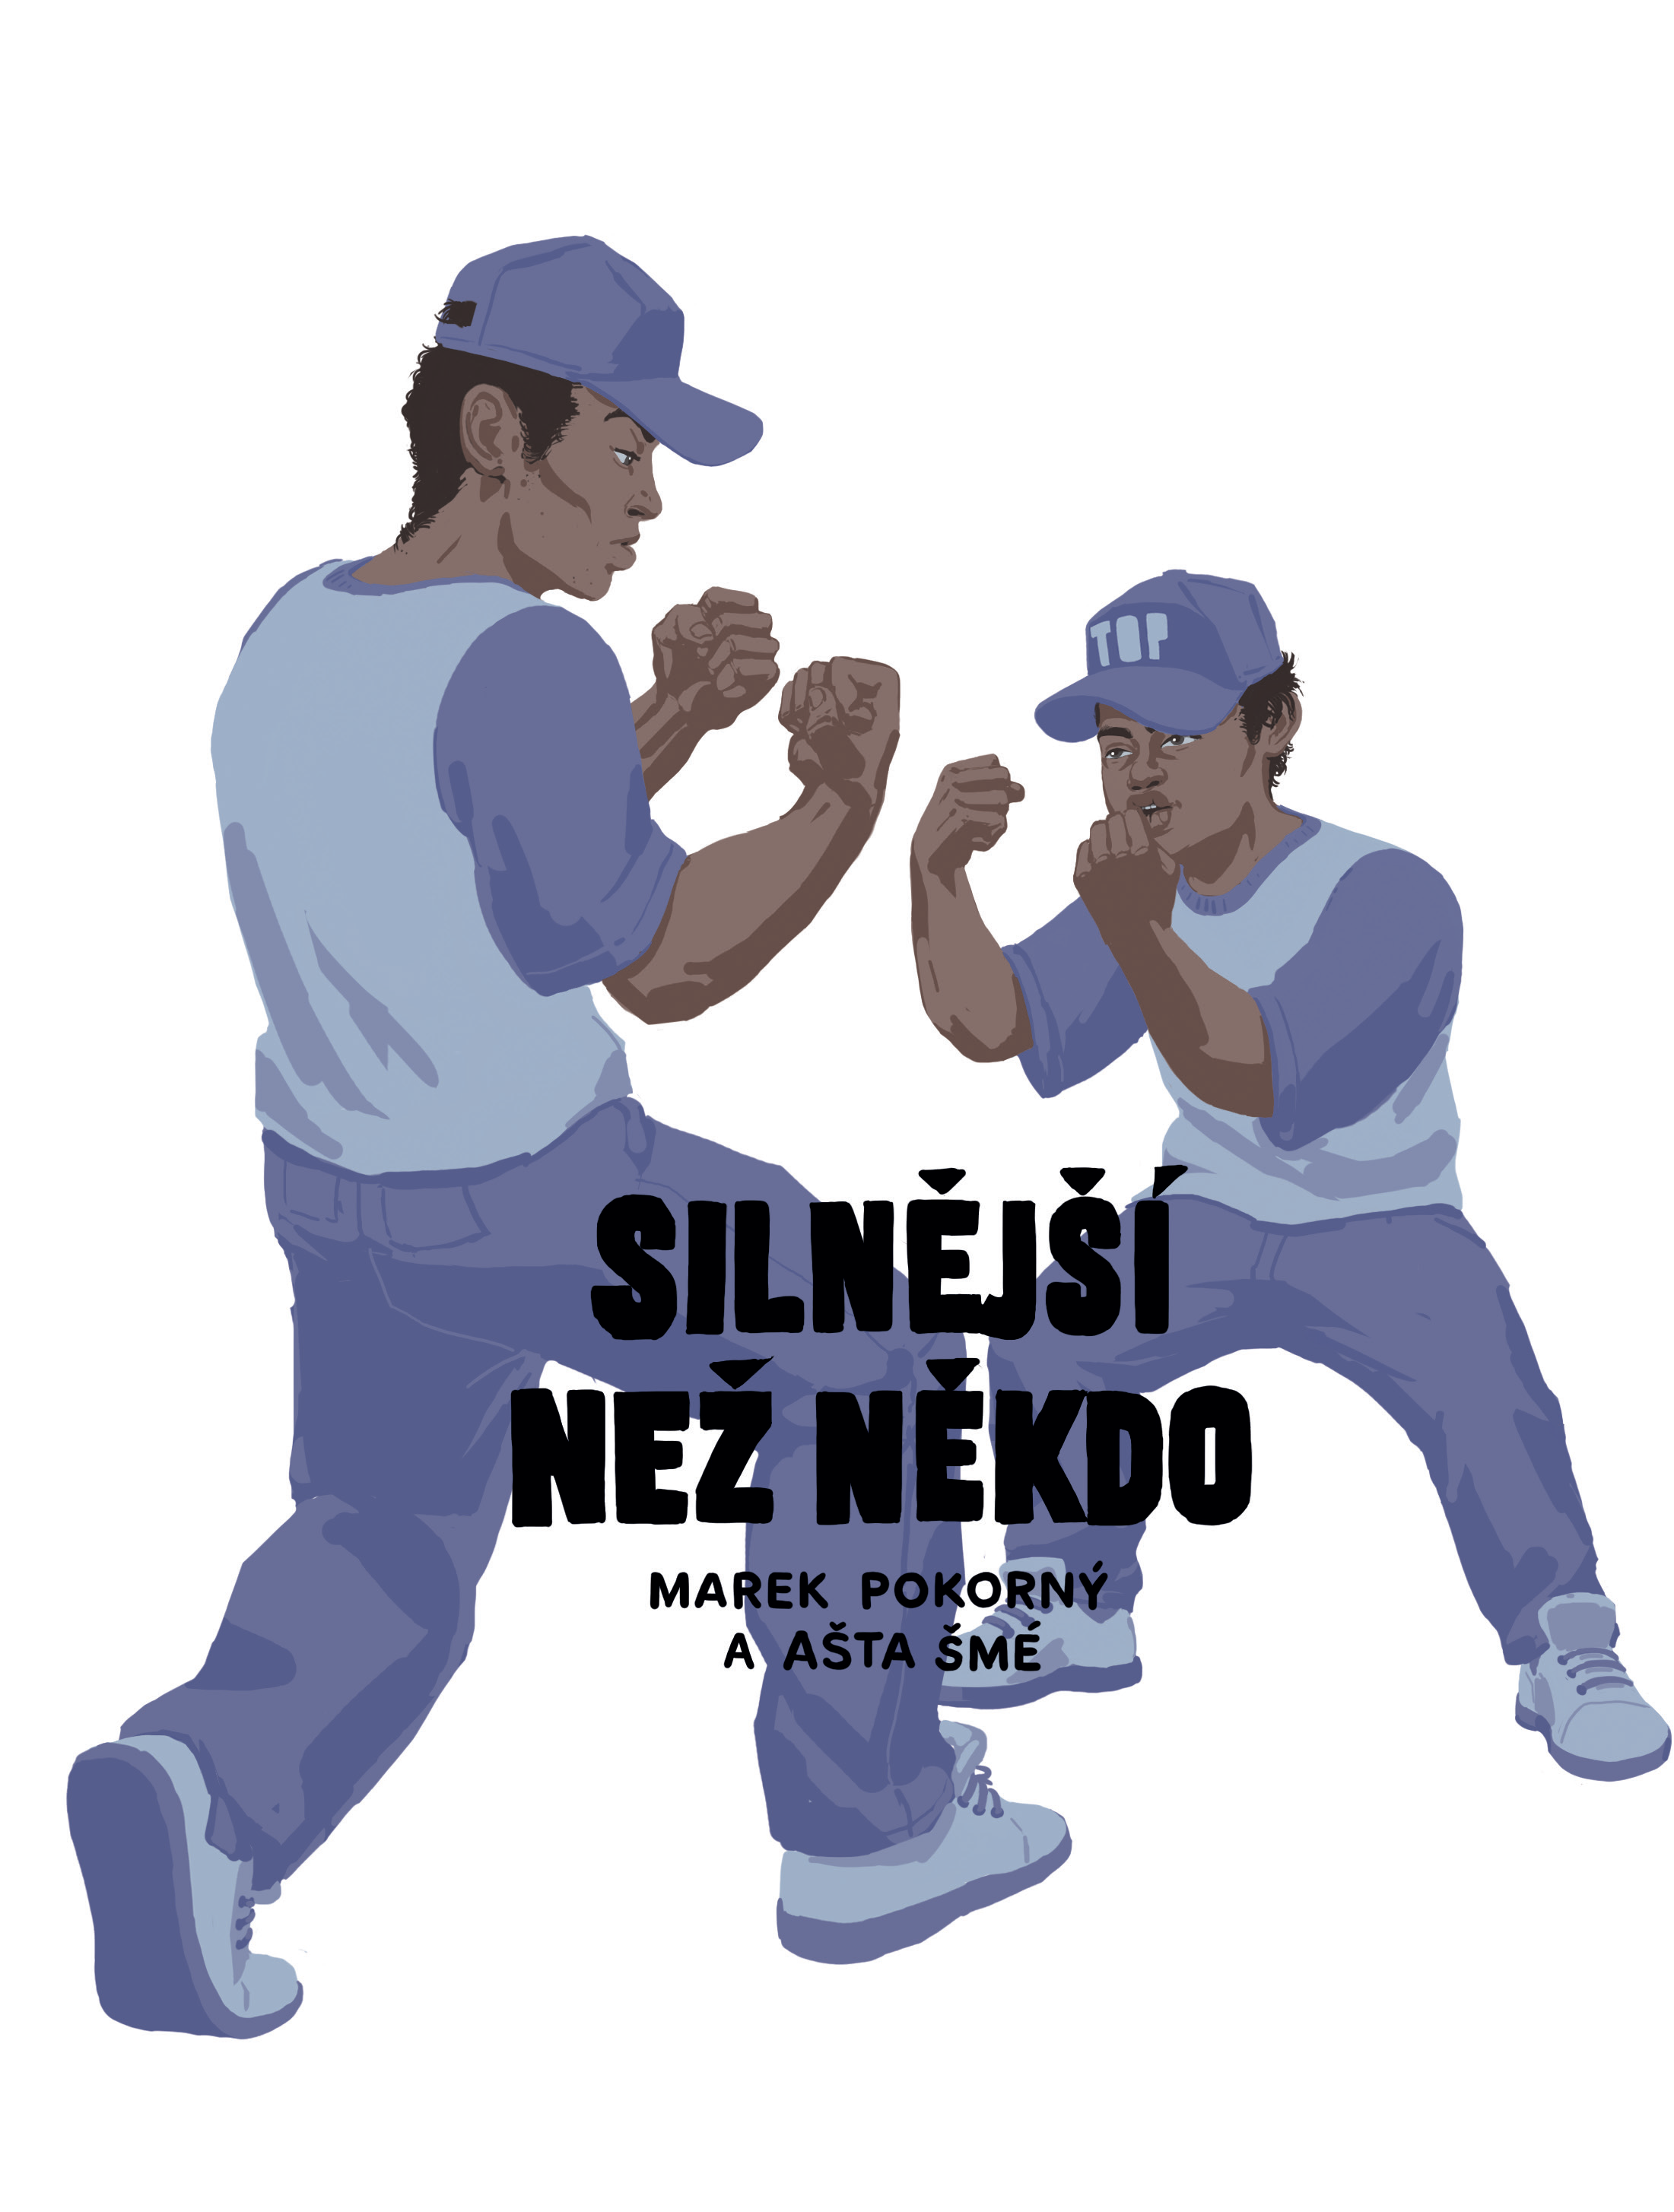 TOP
SILNĚJŠÍ
NEŽ NĚKDO
MAREK POKORNÝ
A AŠTA ŠMÉ